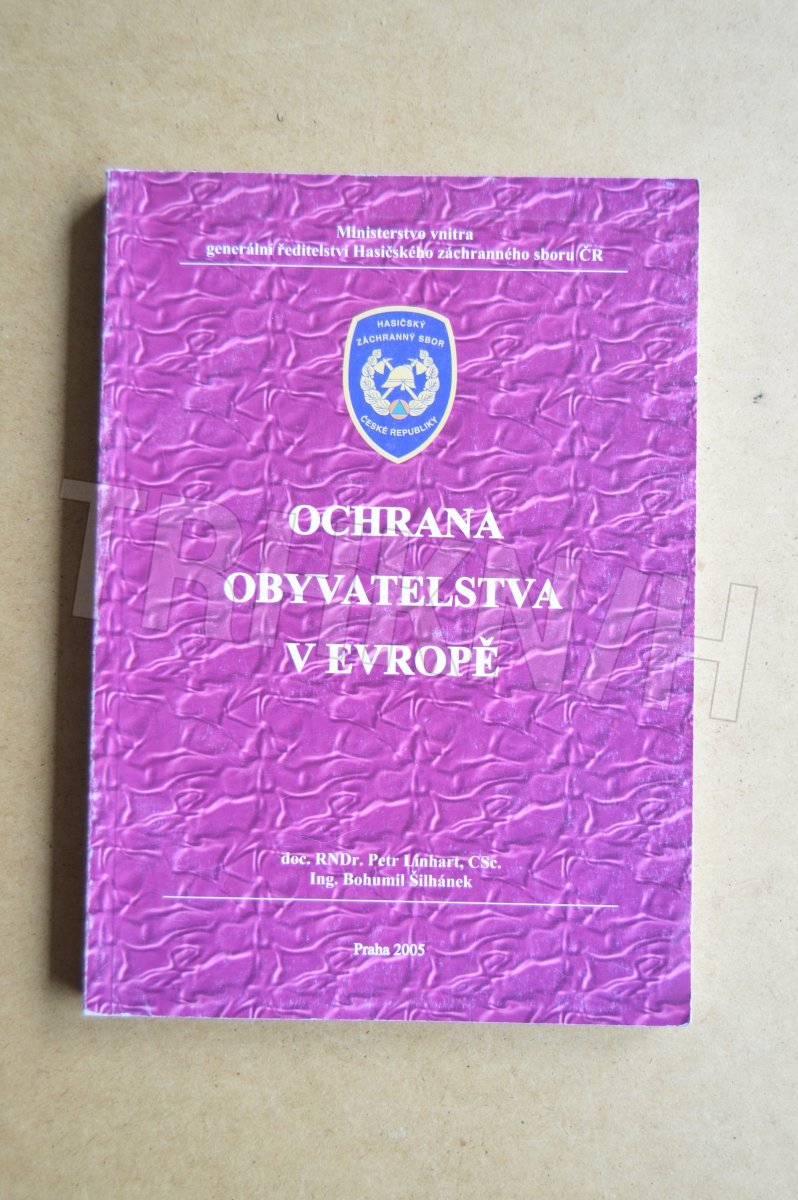 Ministerstvo vnitra
generální ředitelství Hasičského záchranného sboru ČR
HASIČSKÝ
ZÁCHRANNÝ SBOR
ČESKÉ REPUBLIKY
OCHRANA
OBYVATELSTVA
V EVROPĚ
doc. RNDr. Petr Linhart, CSc.
Ing. Bohumil Šilhánek
Praha 2005